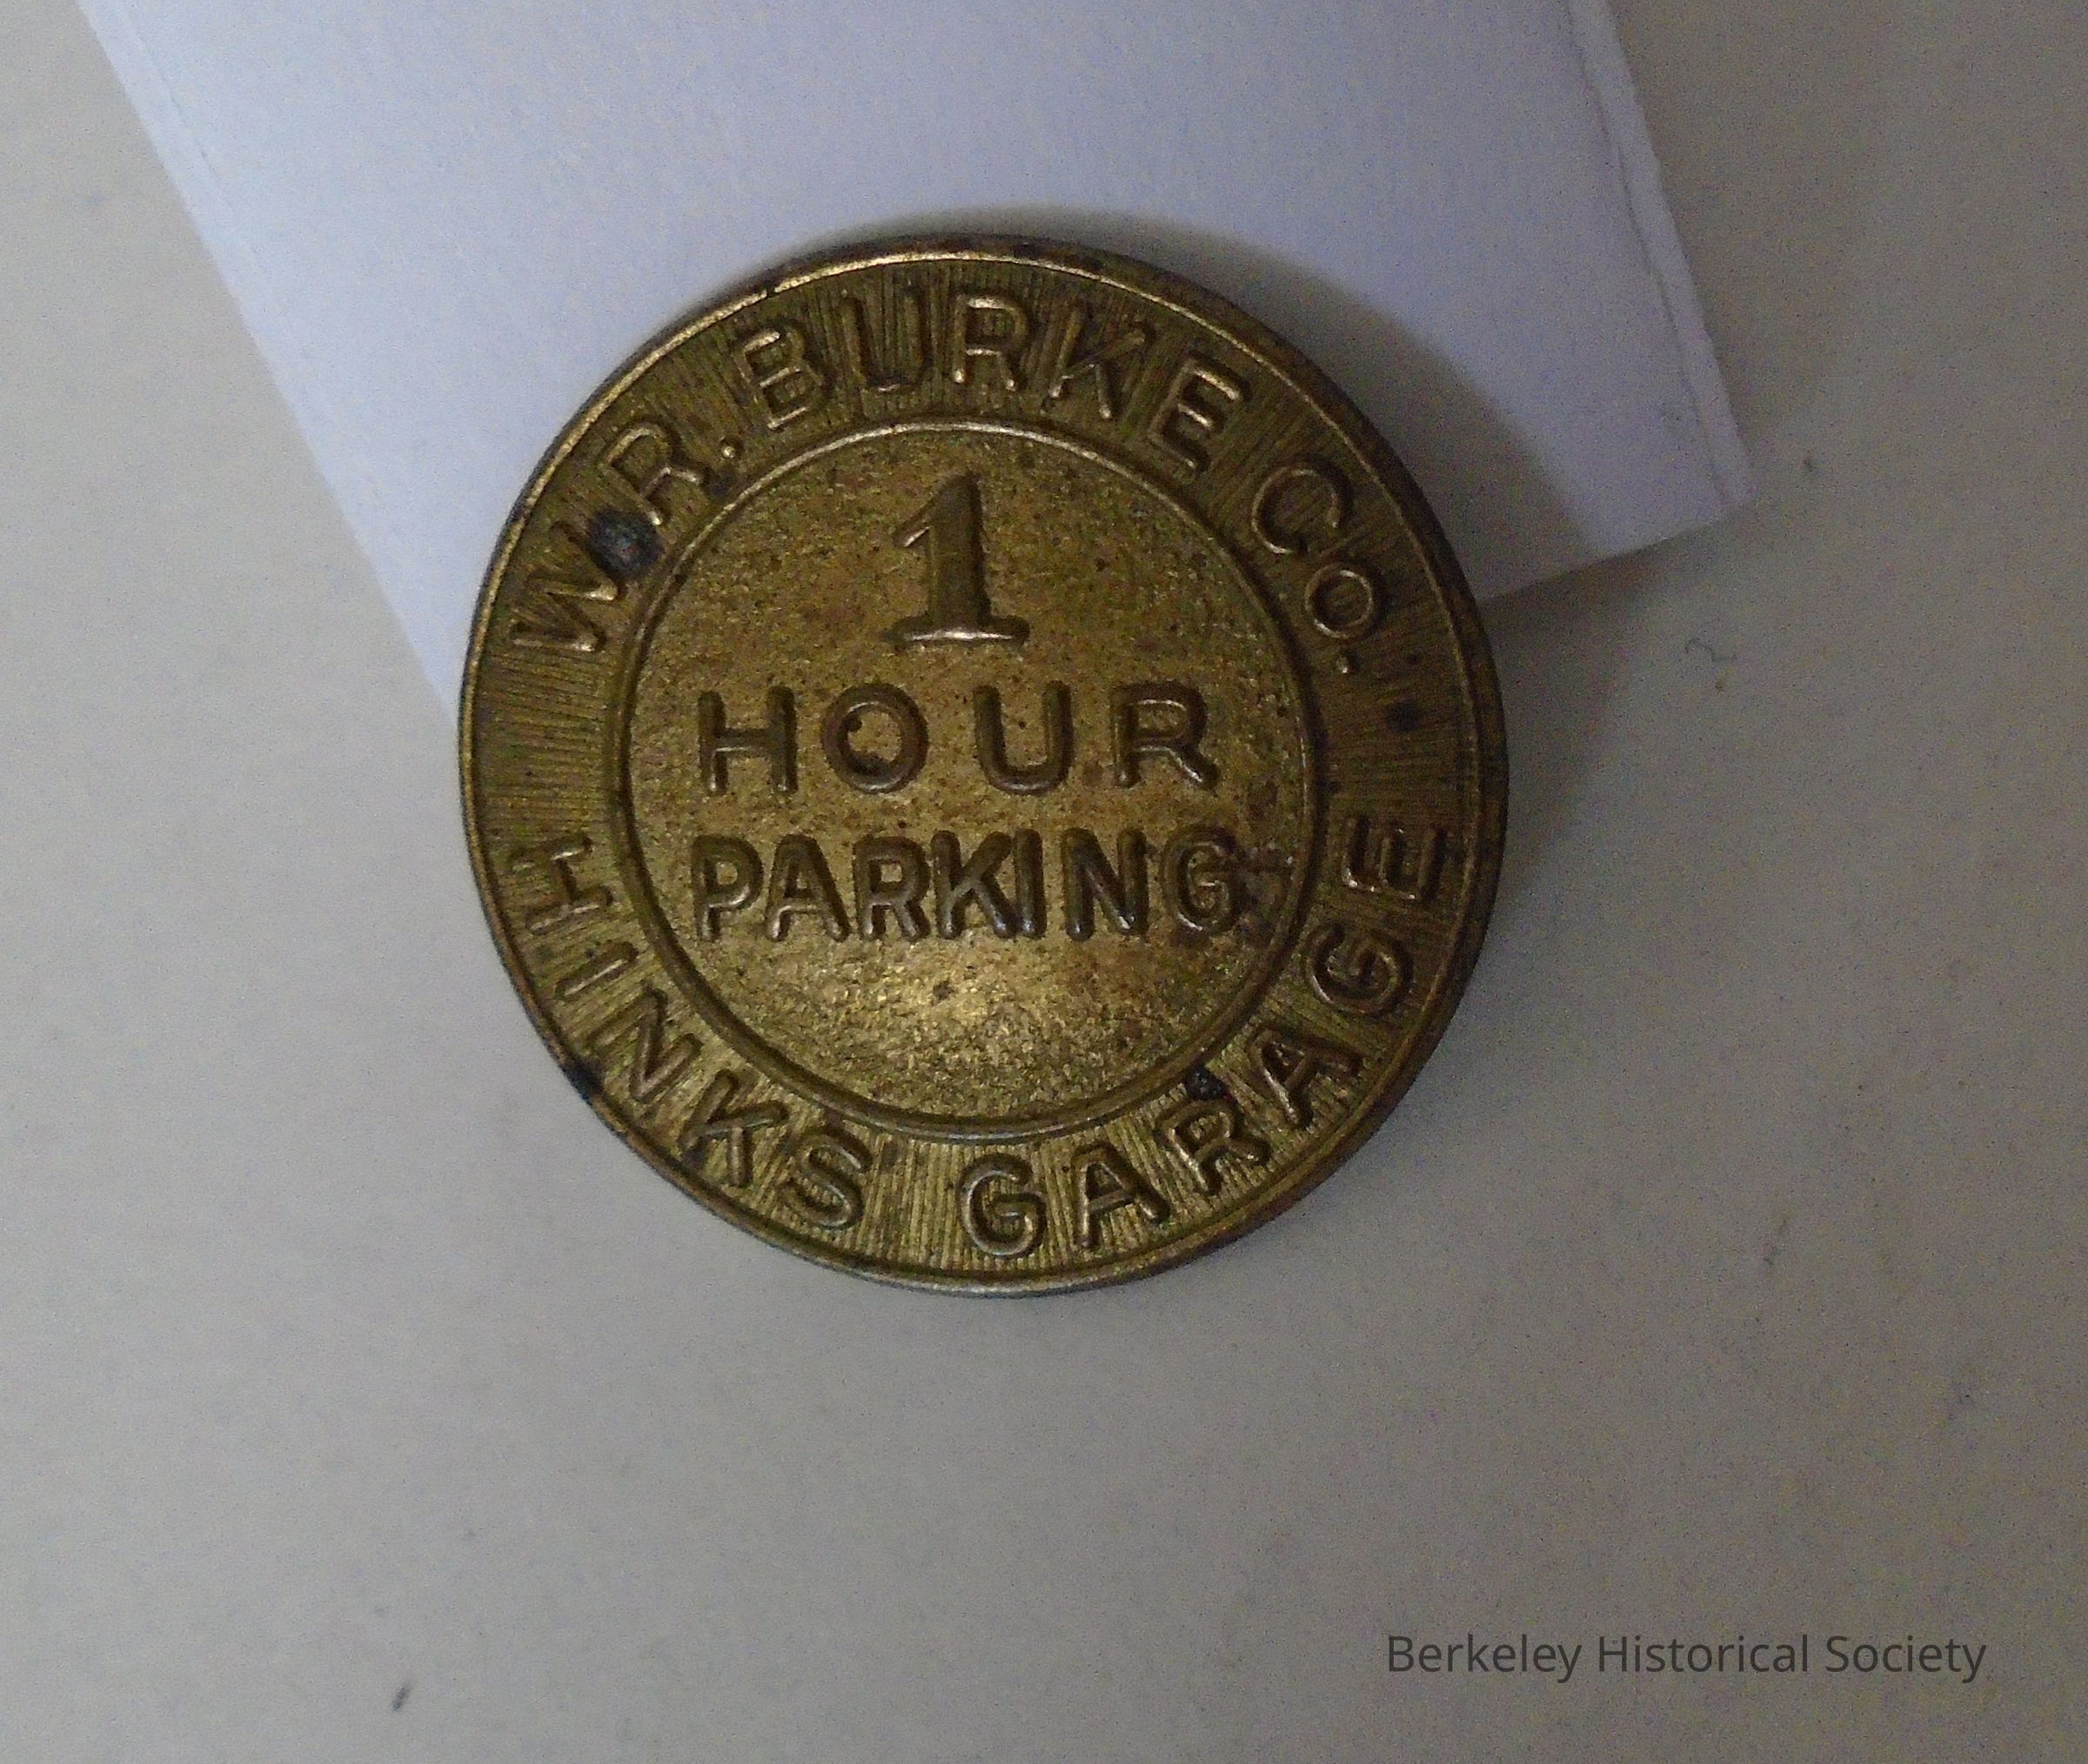 W.R. BURKE CO.
1
HOUR
PARKING
HINKS GARAGE
Berkeley Historical Society